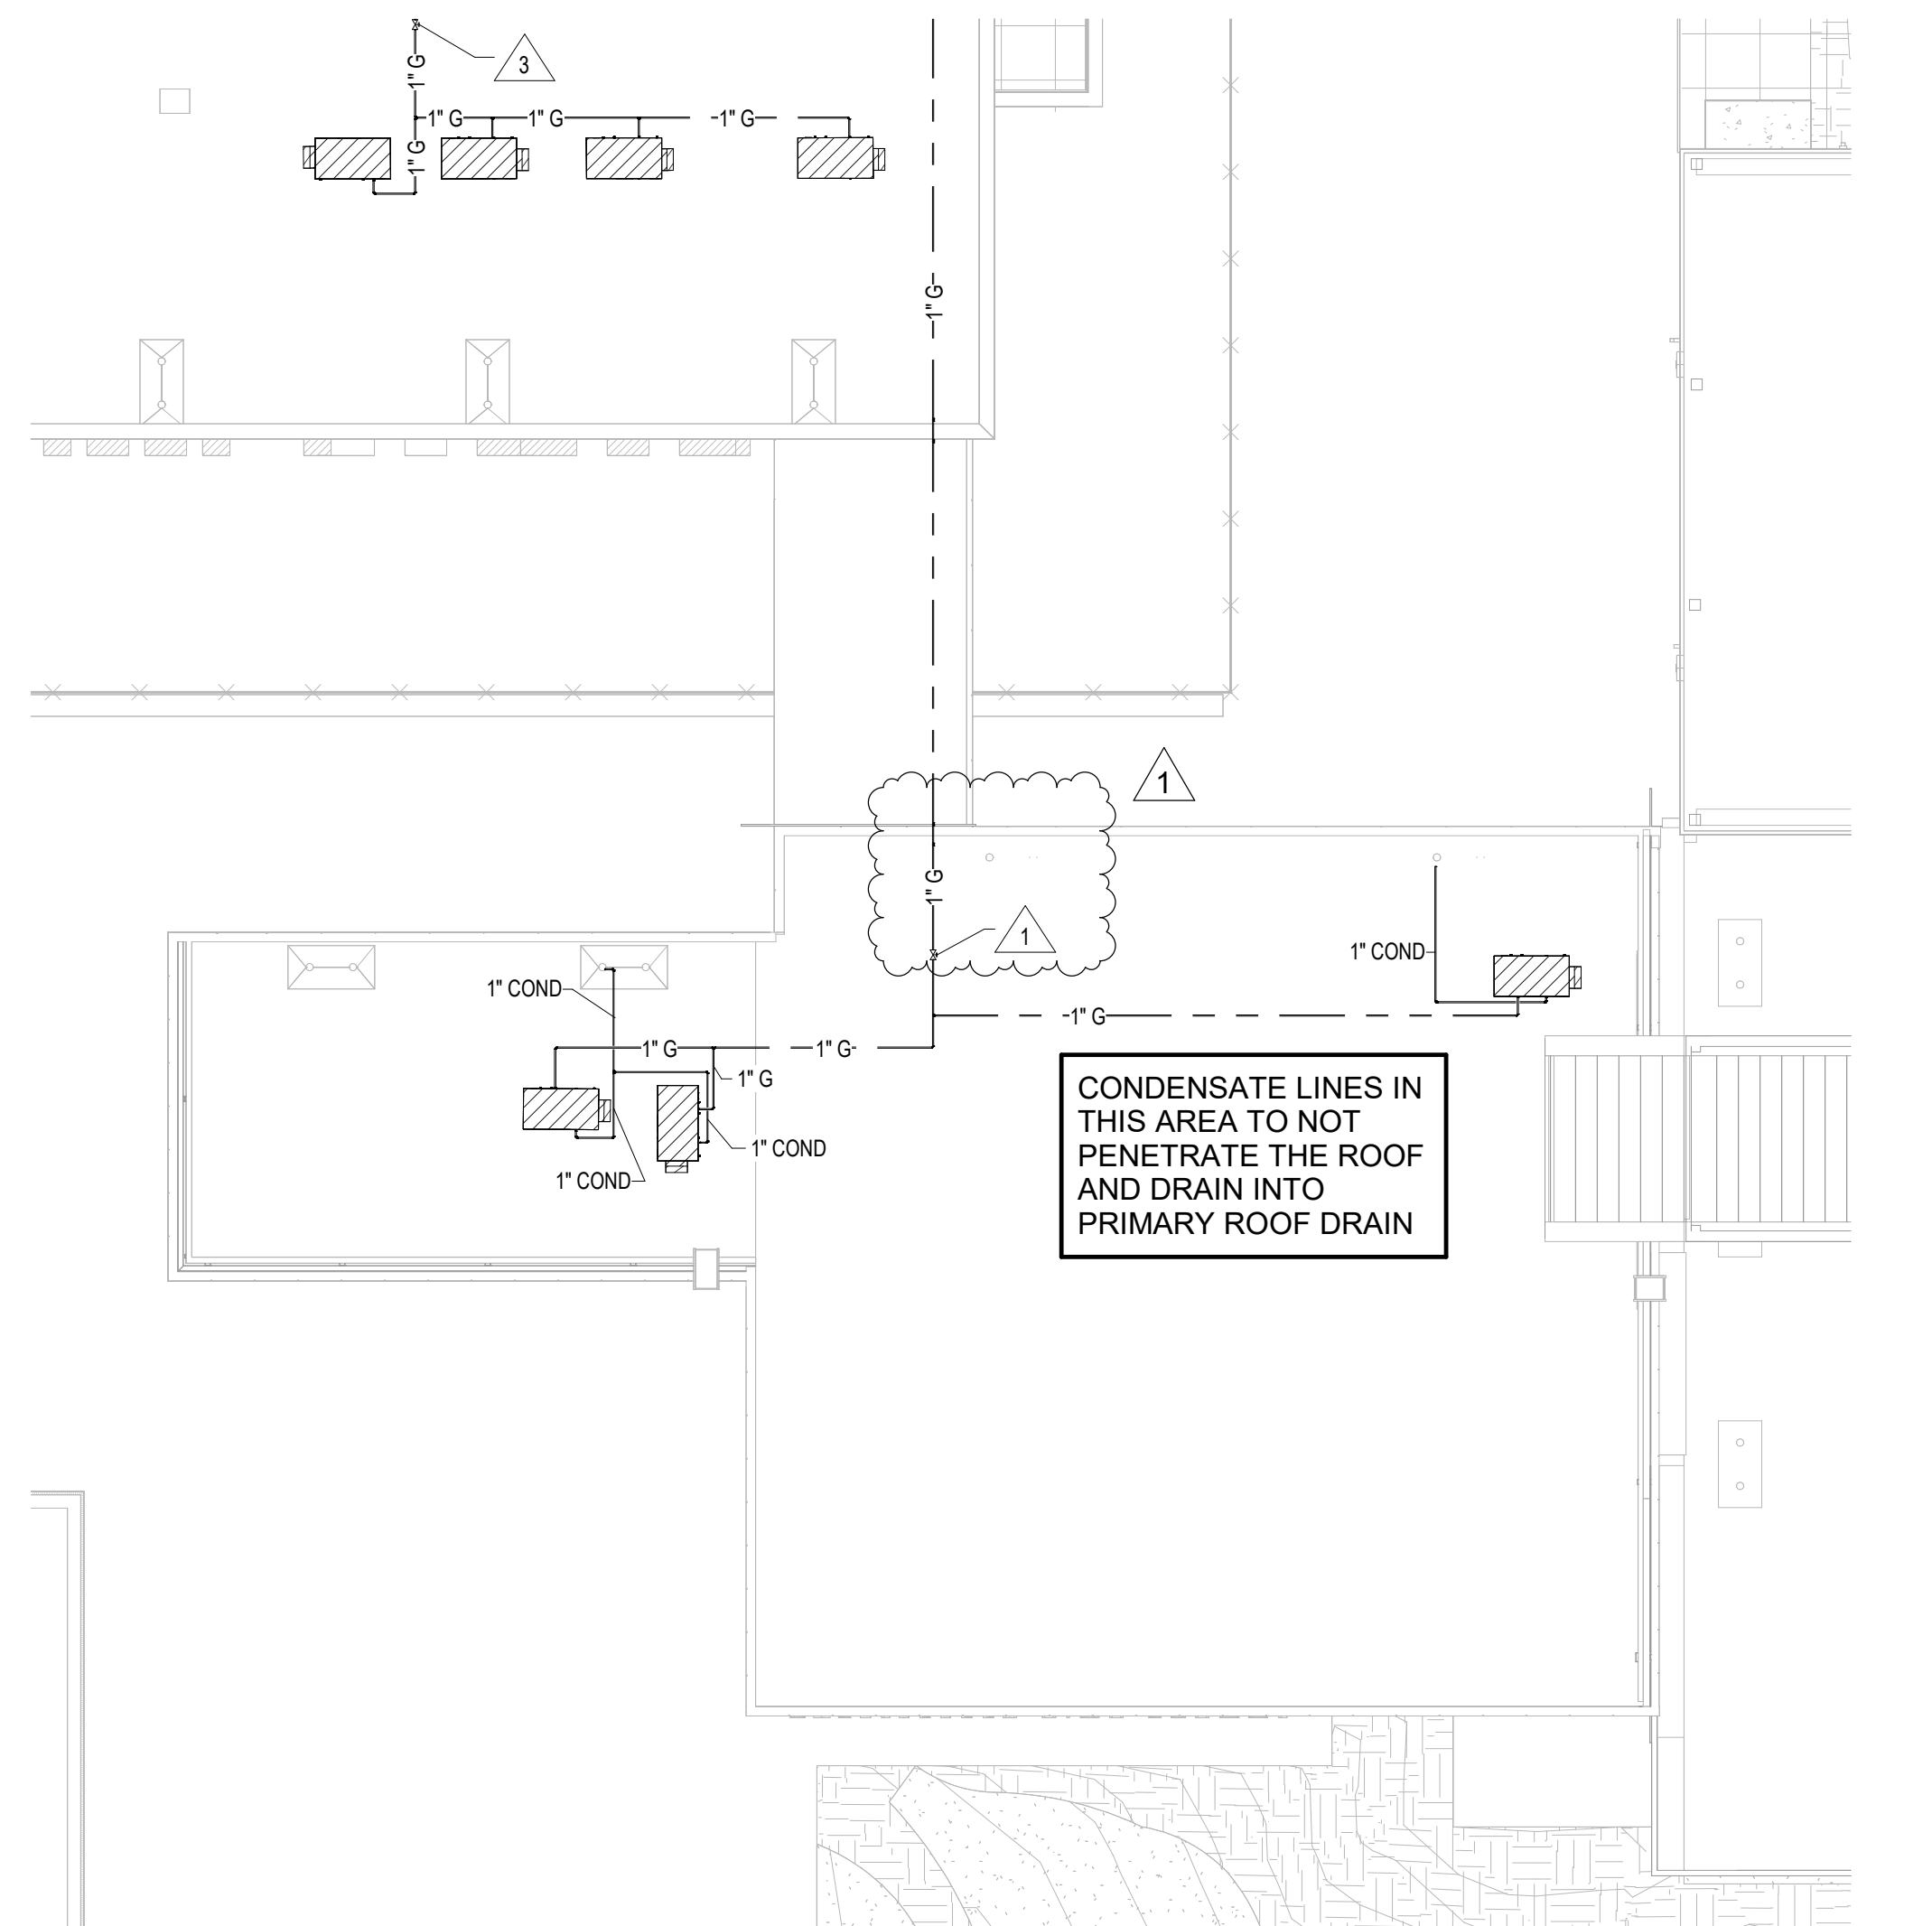 3
1" G
1" G
1" G
1" G
1" G
1" G
1
1" G
1
1" COND
1" COND
1" G
1" G
1" G
1" G
1" COND
1" COND
CONDENSATE LINES IN
THIS AREA TO NOT
PENETRATE THE ROOF
AND DRAIN INTO
PRIMARY ROOF DRAIN